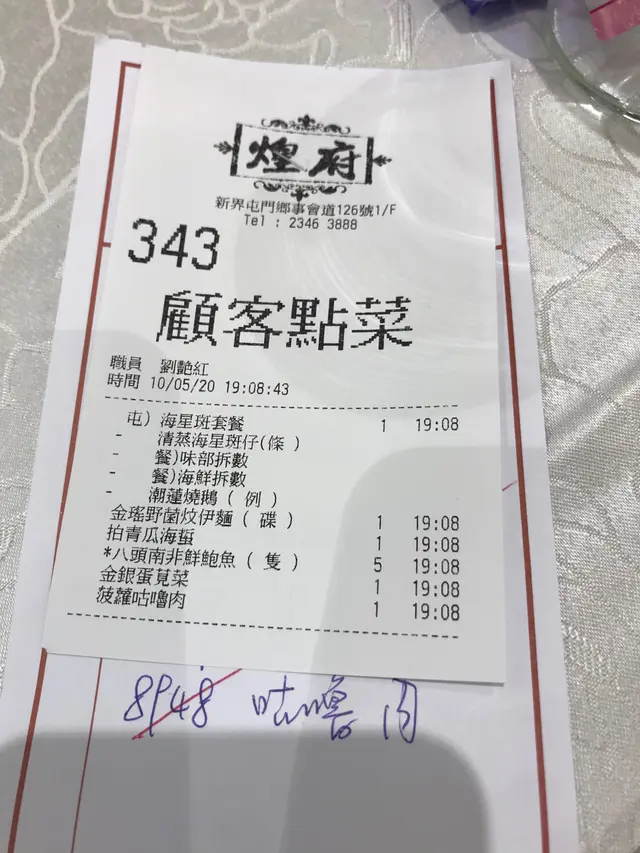 煌府
新界屯門鄉事會道126號1/F
Tel : 2346 3888
343
顧客點菜
職員 劉艷紅
時間 10/05/20 19:08:43
屯) 海星斑套餐 1 19:08
- 清蒸海星斑仔(條 )
- 餐)味部拆數
- 餐)海鮮拆數
- 潮蓮燒鵝 ( 例 )
金瑤野菌炆伊麵 ( 碟 ) 1 19:08
拍青瓜海蜇 1 19:08
*八頭南非鮮鮑魚 ( 隻 ) 5 19:08
金銀蛋莧菜 1 19:08
菠蘿咕嚕肉 1 19:08
8948 咕嚕肉